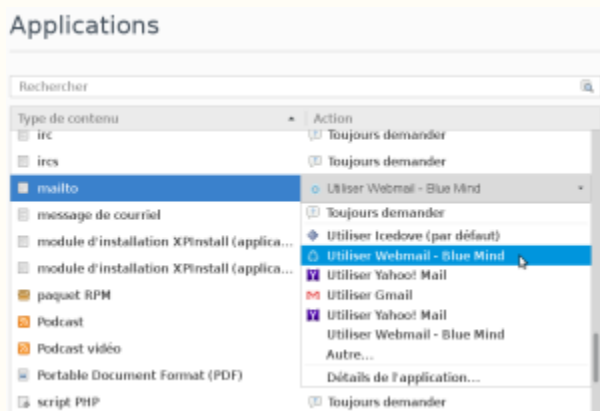 Applications
Rechercher
Type de contenu Action
irc Toujours demander
ircs Toujours demander
mailto Utiliser Webmail - Blue Mind
message de courriel Toujours demander
module d'installation XPInstall (applica... Utiliser Icedove (par défaut)
Utiliser Webmail - Blue Mind
module d'installation XPInstall (applica... Utiliser Yahoo! Mail
paquet RPM Utiliser Gmail
Podcast Utiliser Yahoo! Mail
Utiliser Webmail - Blue Mind
Podcast vidéo Autre...
Portable Document Format (PDF) Détails de l'application...
script PHP Toujours demander